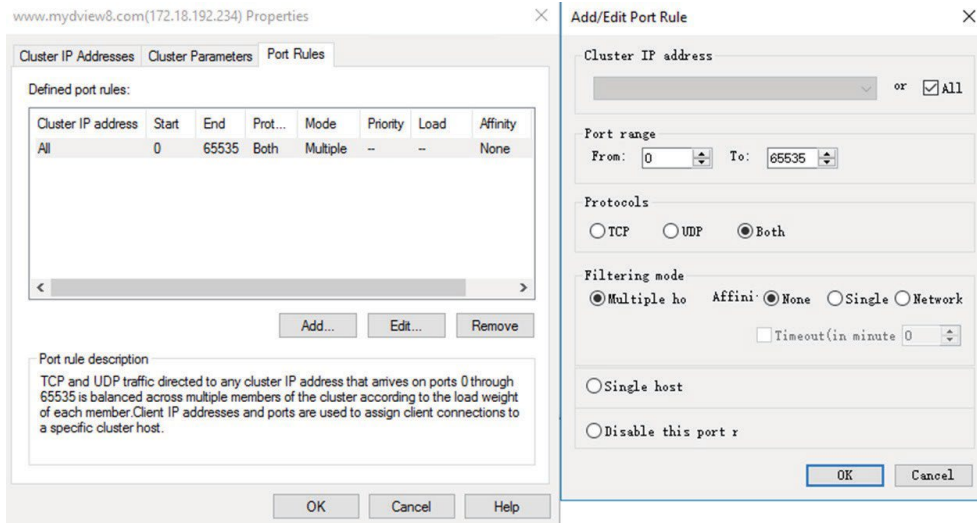 www.mydview8.com(172.18.192.234) Properties
Cluster IP Addresses Cluster Parameters Port Rules
Defined port rules:
Cluster IP address Start End Prot... Mode Priority Load Affinity
All 0 65535 Both Multiple -- -- None
Add... Edit... Remove
Port rule description
TCP and UDP traffic directed to any cluster IP address that arrives on ports 0 through
65535 is balanced across multiple members of the cluster according to the load weight
of each member.Client IP addresses and ports are used to assign client connections to
a specific cluster host.
OK Cancel Help
Add/Edit Port Rule
Cluster IP address
or All
Port range
From: 0 To: 65535
Protocols
TCP UDP Both
Filtering mode
Multiple ho Affini None Single Network
Timeout(in minute 0
Single host
Disable this port r
OK Cancel